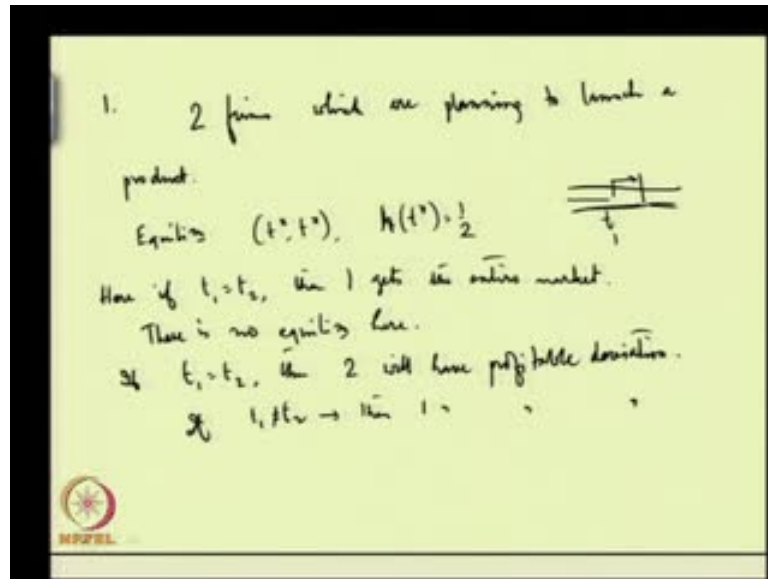 1. 2 firms which are planning to launch a
product.
Equilis (t*, t*), h(t*) = 1/2
t1
Here if t1 = t2, then 1 gets the entire market.
There is no equilis here.
If t1 = t2, then 2 will have profitable deviation.
If t1 ≠ t2 → then 1 " " "
NPTEL